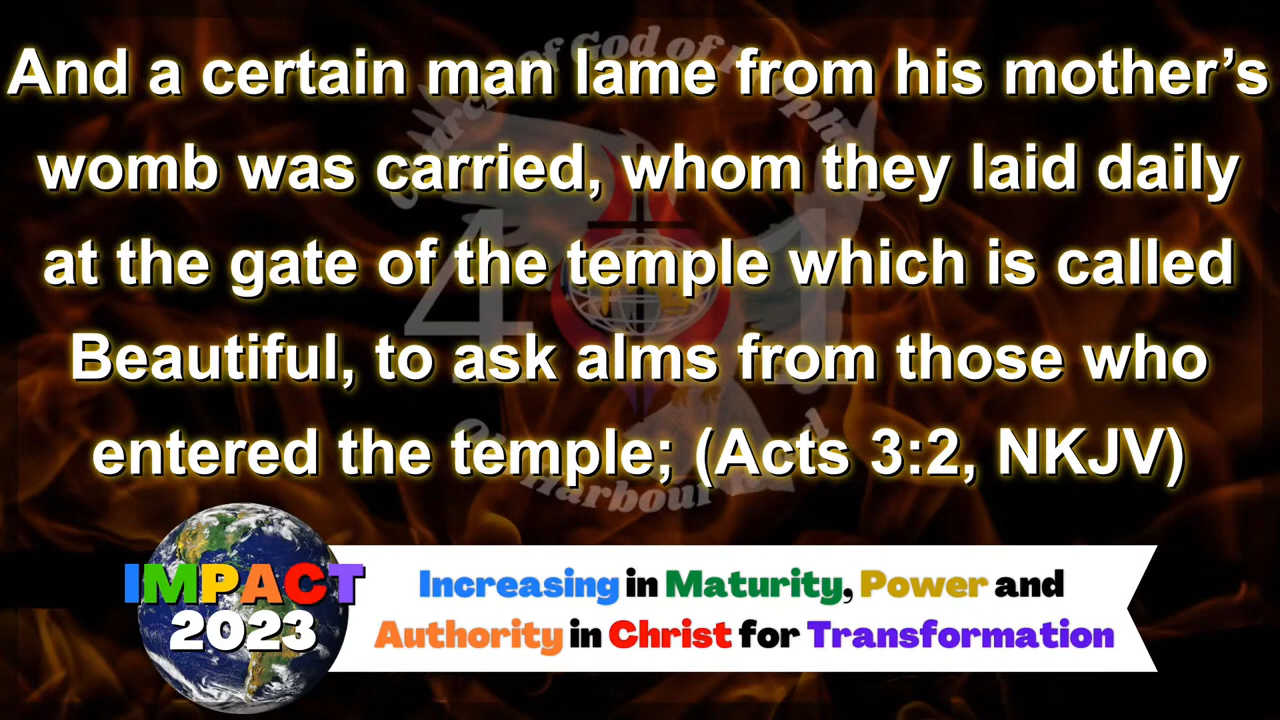 And a certain man lame from his mother’s
womb was carried, whom they laid daily
at the gate of the temple which is called
Beautiful, to ask alms from those who
entered the temple; (Acts 3:2, NKJV)
IMPACT
2023
Increasing in Maturity, Power and
Authority in Christ for Transformation